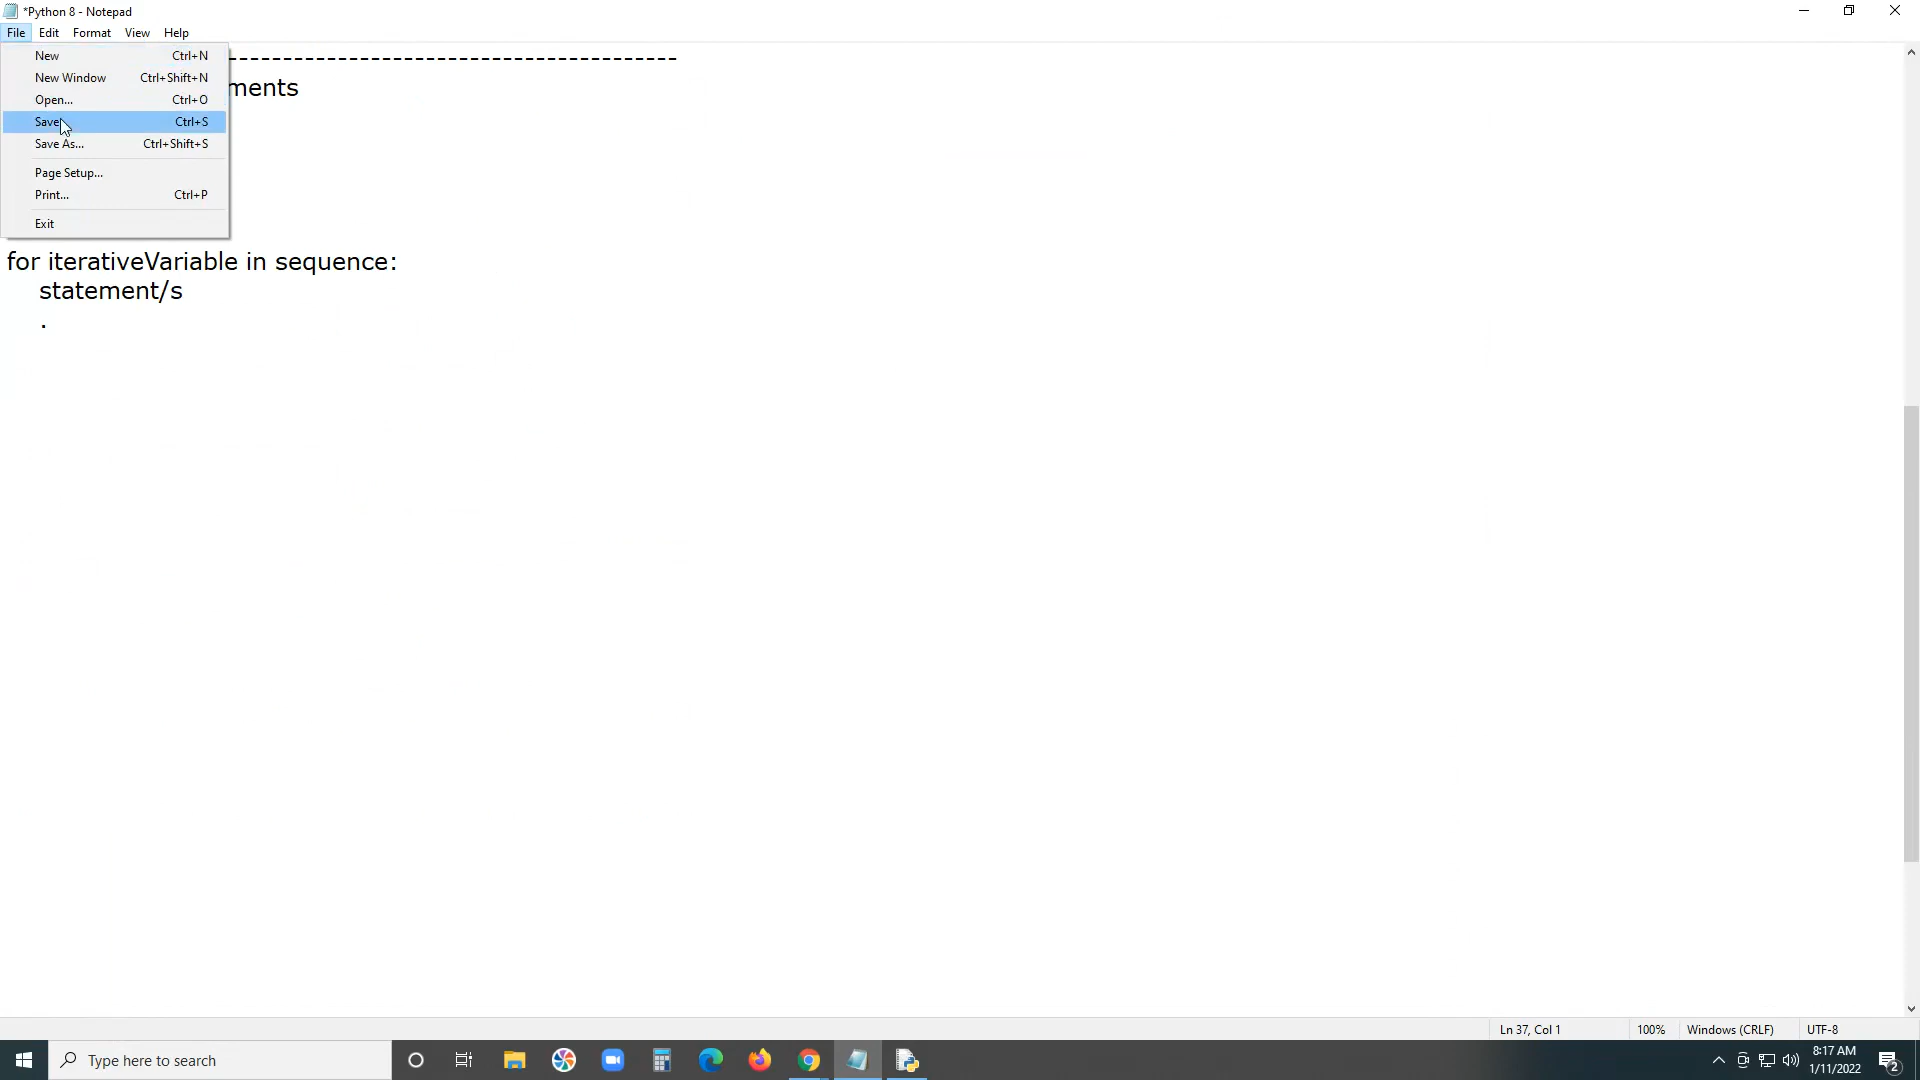 *Python 8 - Notepad
File Edit Format View Help
New Ctrl+N
New Window Ctrl+Shift+N
Open... Ctrl+O
Save Ctrl+S
Save As... Ctrl+Shift+S
Page Setup...
Print... Ctrl+P
Exit
----------------------------------------
ments
for iterativeVariable in sequence:
statement/s
.
Ln 37, Col 1 100% Windows (CRLF) UTF-8
Type here to search
8:17 AM
1/11/2022
2